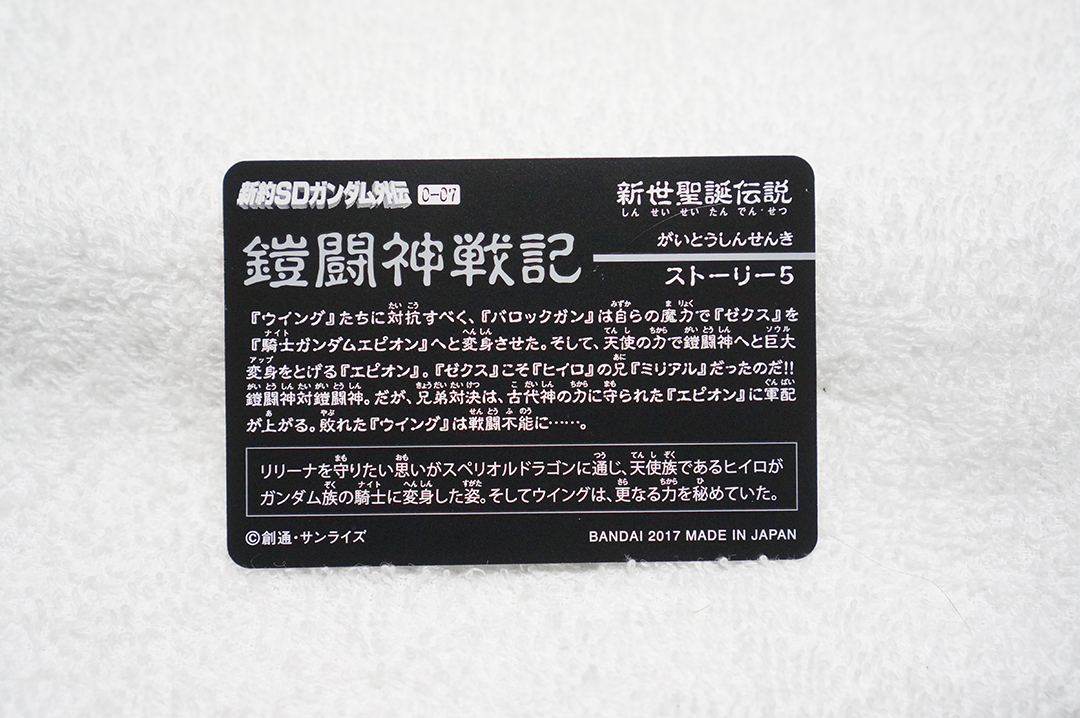 新約SDガンダム外伝 0-07
新世聖誕伝説
しん せい せい たん でん・せつ
がいとうしんせんき
鎧闘神戦記
ストーリー5
『ウイング』たちに対抗すべく、『バロックガン』は自らの魔力で『ゼクス』を
『騎士ガンダムエピオン』へと変身させた。そして、天使の力で鎧闘神へと巨大
変身をとげる『エピオン』。『ゼクス』こそ『ヒイロ』の兄『ミリアル』だったのだ!!
鎧闘神対鎧闘神。だが、兄弟対決は、古代神の力に守られた『エピオン』に軍配
が上がる。敗れた『ウイング』は戦闘不能に……。
リリーナを守りたい思いがスペリオルドラゴンに通じ、天使族であるヒイロが
ガンダム族の騎士に変身した姿。そしてウイングは、更なる力を秘めていた。
©創通・サンライズ
BANDAI 2017 MADE IN JAPAN